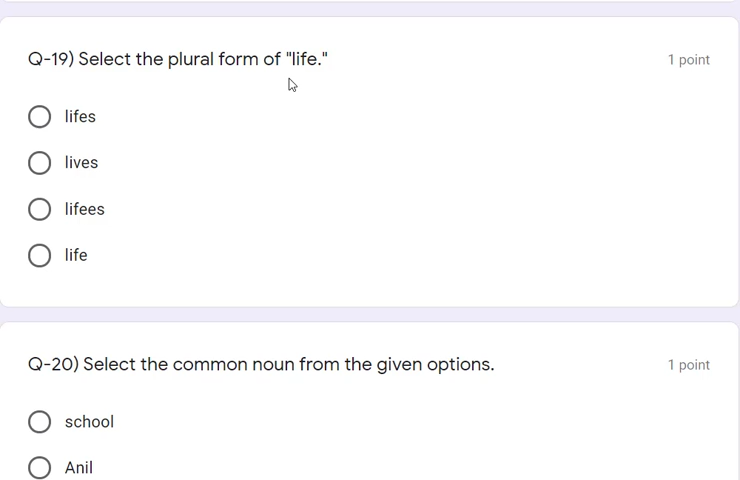 Q-19) Select the plural form of "life."
1 point
lifes
lives
lifees
life
Q-20) Select the common noun from the given options.
1 point
school
Anil